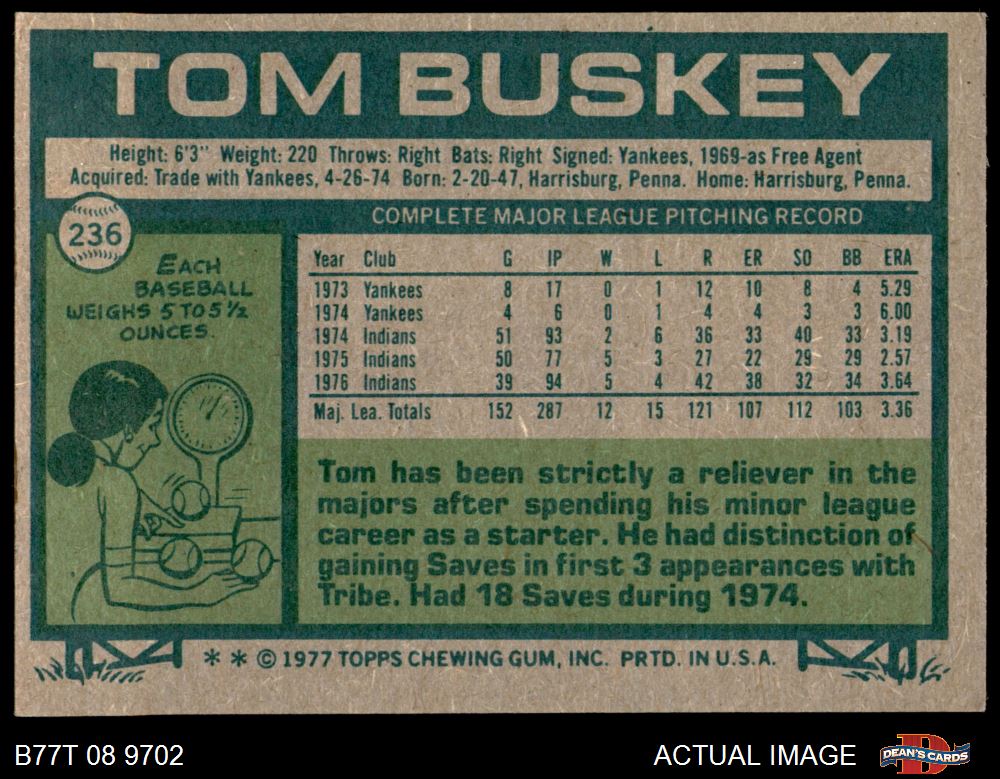 TOM BUSKEY
Height: 6'3" Weight: 220 Throws: Right Bats: Right Signed: Yankees, 1969-as Free Agent
Acquired: Trade with Yankees, 4-26-74 Born: 2-20-47, Harrisburg, Penna. Home: Harrisburg, Penna.
236
EACH
BASEBALL
WEIGHS 5 TO 5½
OUNCES.
COMPLETE MAJOR LEAGUE PITCHING RECORD
Year Club G IP W L R ER SO BB ERA
1973 Yankees 8 17 0 1 12 10 8 4 5.29
1974 Yankees 4 6 0 1 4 4 3 3 6.00
1974 Indians 51 93 2 6 36 33 40 33 3.19
1975 Indians 50 77 5 3 27 22 29 29 2.57
1976 Indians 39 94 5 4 42 38 32 34 3.64
Maj. Lea. Totals 152 287 12 15 121 107 112 103 3.36
Tom has been strictly a reliever in the
majors after spending his minor league
career as a starter. He had distinction of
gaining Saves in first 3 appearances with
Tribe. Had 18 Saves during 1974.
* * © 1977 TOPPS CHEWING GUM, INC. PRTD. IN U.S.A.
B77T 08 9702
ACTUAL IMAGE
D
DEAN'S CARDS